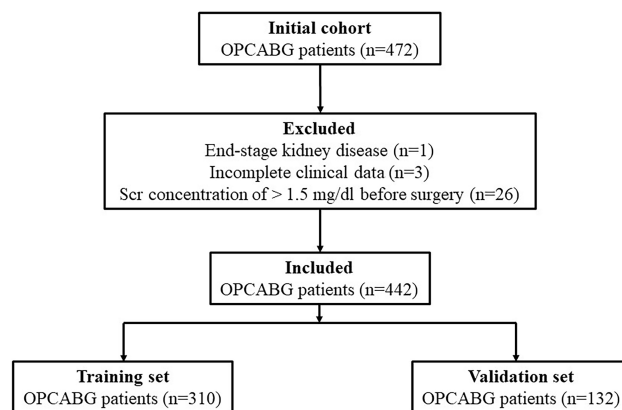 Initial cohort
OPCABG patients (n=472)
Excluded
End-stage kidney disease (n=1)
Incomplete clinical data (n=3)
Scr concentration of > 1.5 mg/dl before surgery (n=26)
Included
OPCABG patients (n=442)
Training set
OPCABG patients (n=310)
Validation set
OPCABG patients (n=132)